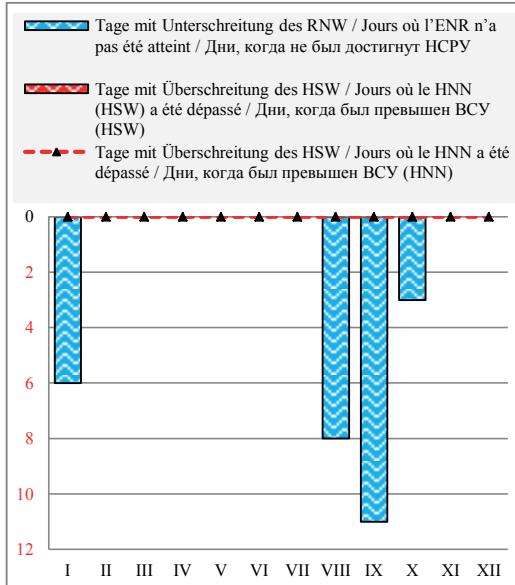 Tage mit Unterschreitung des RNW / Jours où l'ENR n'a
pas été atteint / Дни, когда не был достигнут НСРУ
Tage mit Überschreitung des HSW / Jours où le HNN
(HSW) a été dépassé / Дни, когда был превышен ВСУ
(HSW)
Tage mit Überschreitung des HSW / Jours où le HNN a été
dépassé / Дни, когда был превышен ВСУ (HNN)
0
2
4
6
8
10
12
I II III IV V VI VII VIII IX X XI XII